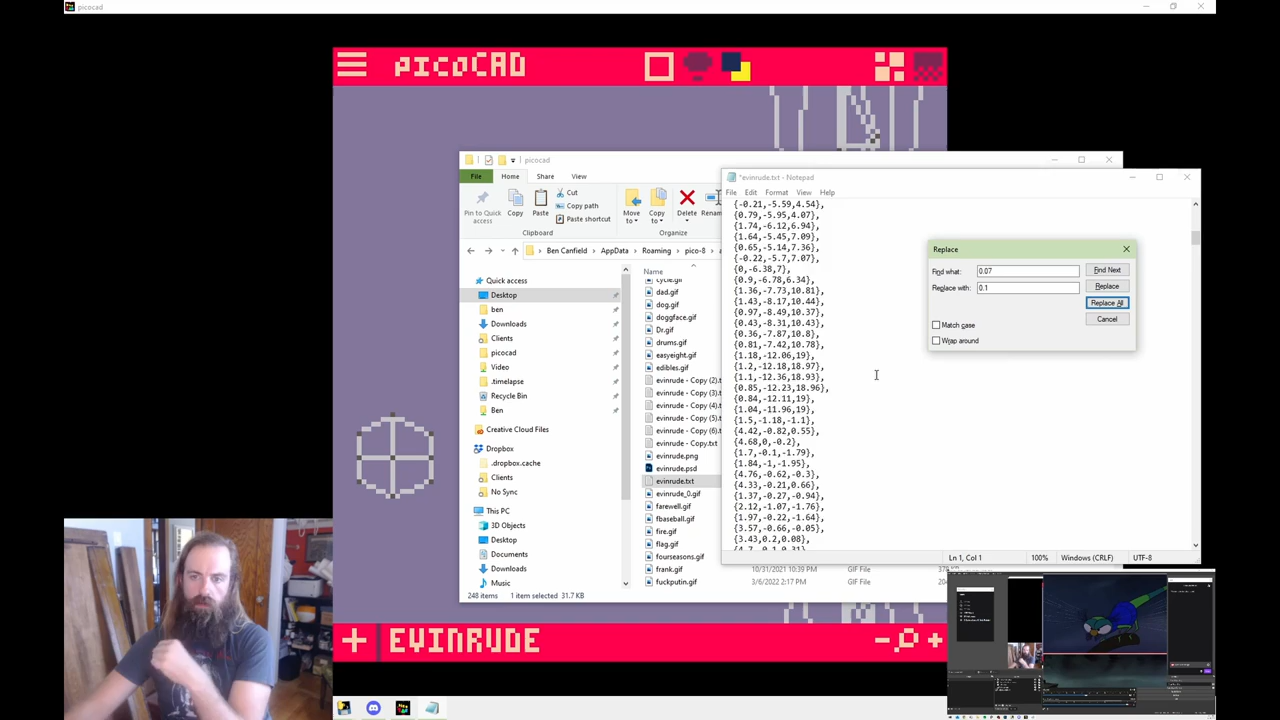 picocad
picoCAD
picocad
File
Home
Share
View
Pin to Quick
access
Copy
Paste
Cut
Copy path
Paste shortcut
Move
to
Copy
to
Delete
Renam
Clipboard
Organize
Ben Canfield
AppData
Roaming
pico-8
Quick access
Desktop
ben
Downloads
Clients
picocad
Video
.timelapse
Recycle Bin
Ben
Creative Cloud Files
Dropbox
.dropbox.cache
Clients
No Sync
This PC
3D Objects
Desktop
Documents
Downloads
Music
Name
cycle.gif
dad.gif
dog.gif
doggface.gif
Dr.gif
drums.gif
easyeight.gif
edibles.gif
evinrude - Copy (2).t
evinrude - Copy (3).t
evinrude - Copy (4).t
evinrude - Copy (5).t
evinrude - Copy (6).t
evinrude - Copy.txt
evinrude.png
evinrude.psd
evinrude.txt
evinrude_0.gif
farewell.gif
fbaseball.gif
fire.gif
flag.gif
fourseasons.gif
frank.gif
10/31/2021 10:39 PM
GIF File
fuckputin.gif
3/6/2022 2:17 PM
GIF File
248 items
1 item selected
31.7 KB
*evinrude.txt - Notepad
File
Edit
Format
View
Help
{-0.21,-5.59,4.54},
{0.79,-5.95,4.07},
{1.74,-6.12,6.94},
{1.64,-5.45,7.09},
{0.65,-5.14,7.36},
{-0.22,-5.7,7.07},
{0,-6.38,7},
{0.9,-6.78,6.34},
{1.36,-7.73,10.81},
{1.43,-8.17,10.44},
{0.97,-8.49,10.37},
{0.43,-8.31,10.43},
{0.36,-7.87,10.8},
{0.81,-7.42,10.78},
{1.18,-12.06,19},
{1.2,-12.18,18.97},
{1.1,-12.36,18.93},
{0.85,-12.23,18.96},
{0.84,-12.11,19},
{1.04,-11.96,19},
{1.5,-1.18,-1.1},
{4.42,-0.82,0.55},
{4.68,0,-0.2},
{1.7,-0.1,-1.79},
{1.84,-1,-1.95},
{4.76,-0.62,-0.3},
{4.33,-0.21,0.66},
{1.37,-0.27,-0.94},
{2.12,-1.07,-1.76},
{1.97,-0.22,-1.64},
{3.57,-0.66,-0.05},
{3.43,0.2,0.08},
{4.7,-0.1,0.31},
Ln 1, Col 1
100%
Windows (CRLF)
UTF-8
Replace
Find what:
0.07
Find Next
Replace with:
0.1
Replace
Replace All
Match case
Cancel
Wrap around
EVINRUDE